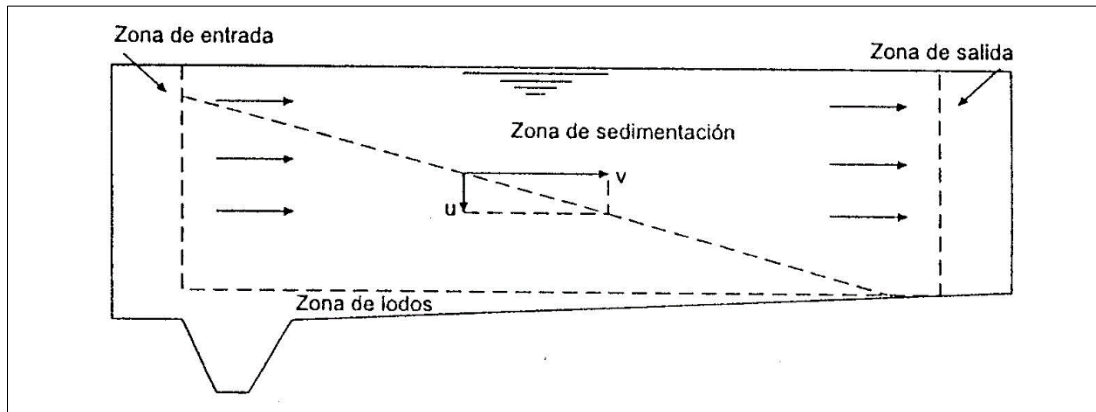 Zona de entrada
Zona de salida
Zona de sedimentación
v
u
Zona de lodos